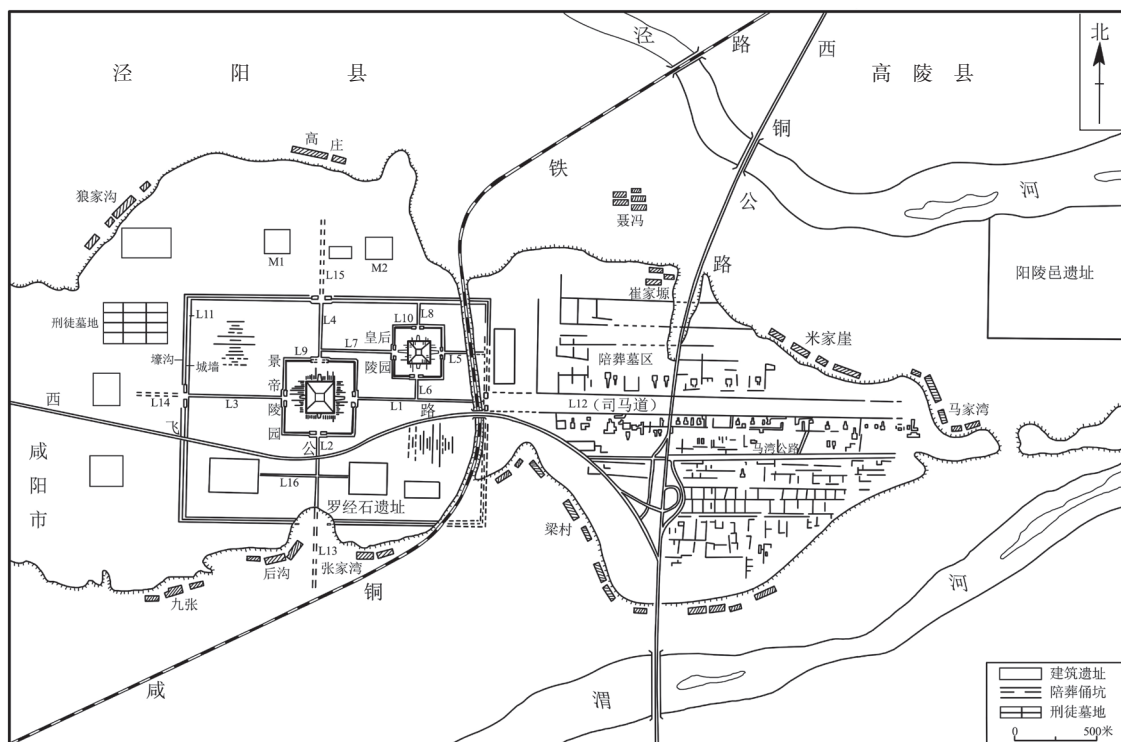 泾阳县
高陵县
北
泾
河
西
铜
公
路
路
铁
铜
咸
高庄
狼家沟
聂冯
阳陵邑遗址
M1
M2
L15
崔家塬
刑徒墓地
L11
L4
L10
L8
皇后
陵园
L7
L5
L9
L6
壕沟
城墙
景帝陵园
米家崖
陪葬墓区
马家湾
L14
L3
L1
L12（司马道）
西
飞
公
路
L2
马湾公路
咸阳市
L16
罗经石遗址
梁村
L13
张家湾
后沟
九张
渭
河
建筑遗址
陪葬俑坑
刑徒墓地
0 500米